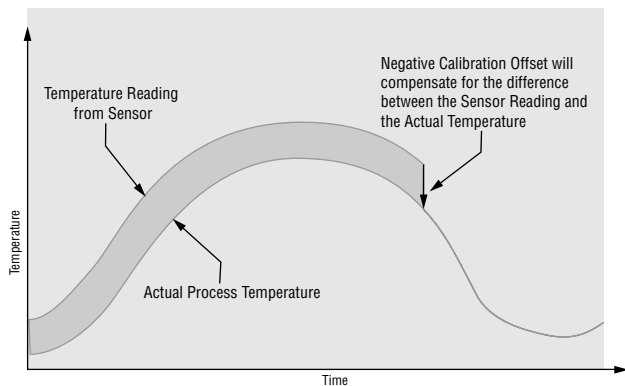 Negative Calibration Offset will
compensate for the difference
between the Sensor Reading and
the Actual Temperature
Temperature Reading
from Sensor
Temperature
Actual Process Temperature
Time